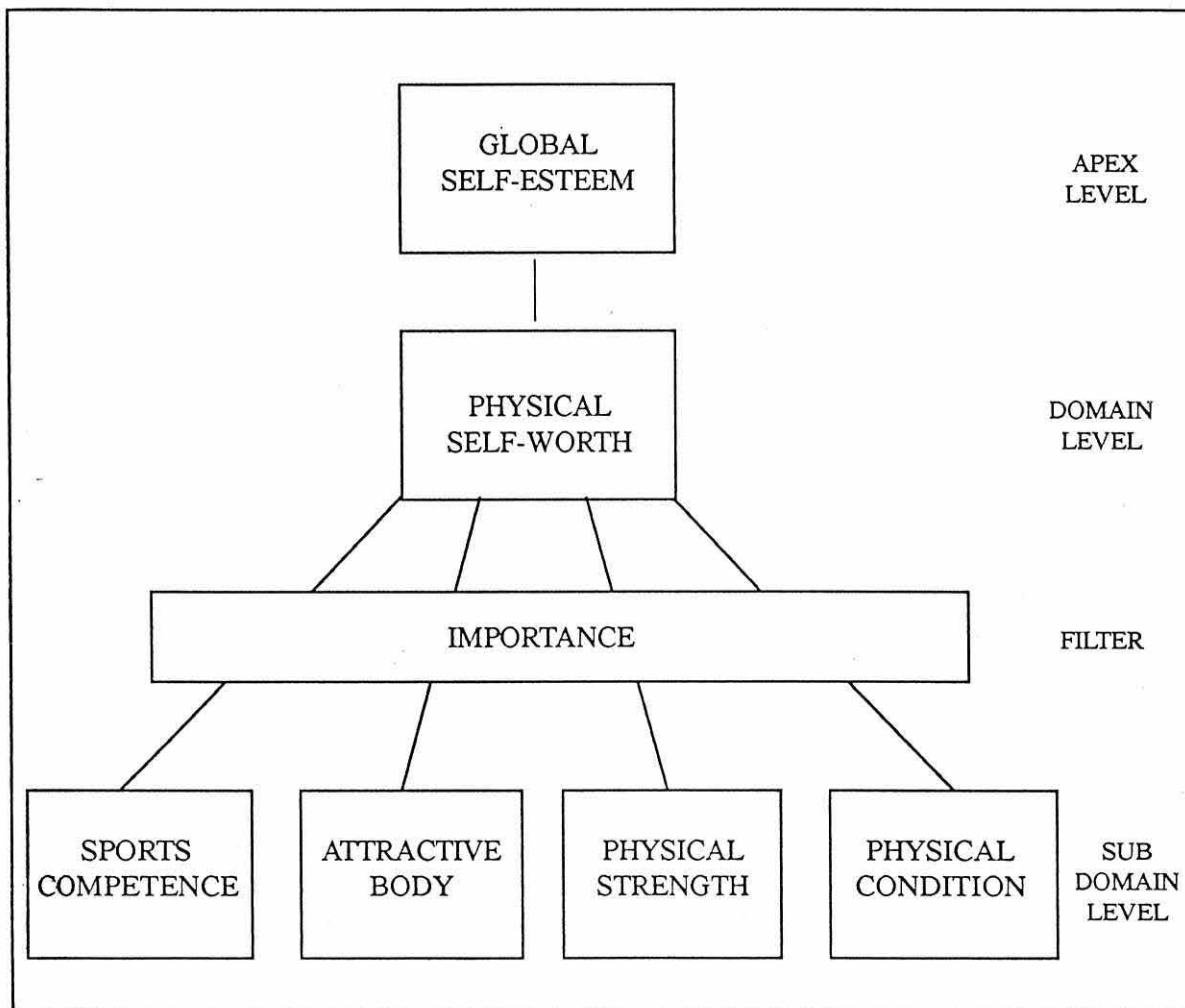 GLOBAL
SELF-ESTEEM
APEX
LEVEL
PHYSICAL
SELF-WORTH
DOMAIN
LEVEL
IMPORTANCE
FILTER
SPORTS
COMPETENCE
ATTRACTIVE
BODY
PHYSICAL
STRENGTH
PHYSICAL
CONDITION
SUB
DOMAIN
LEVEL